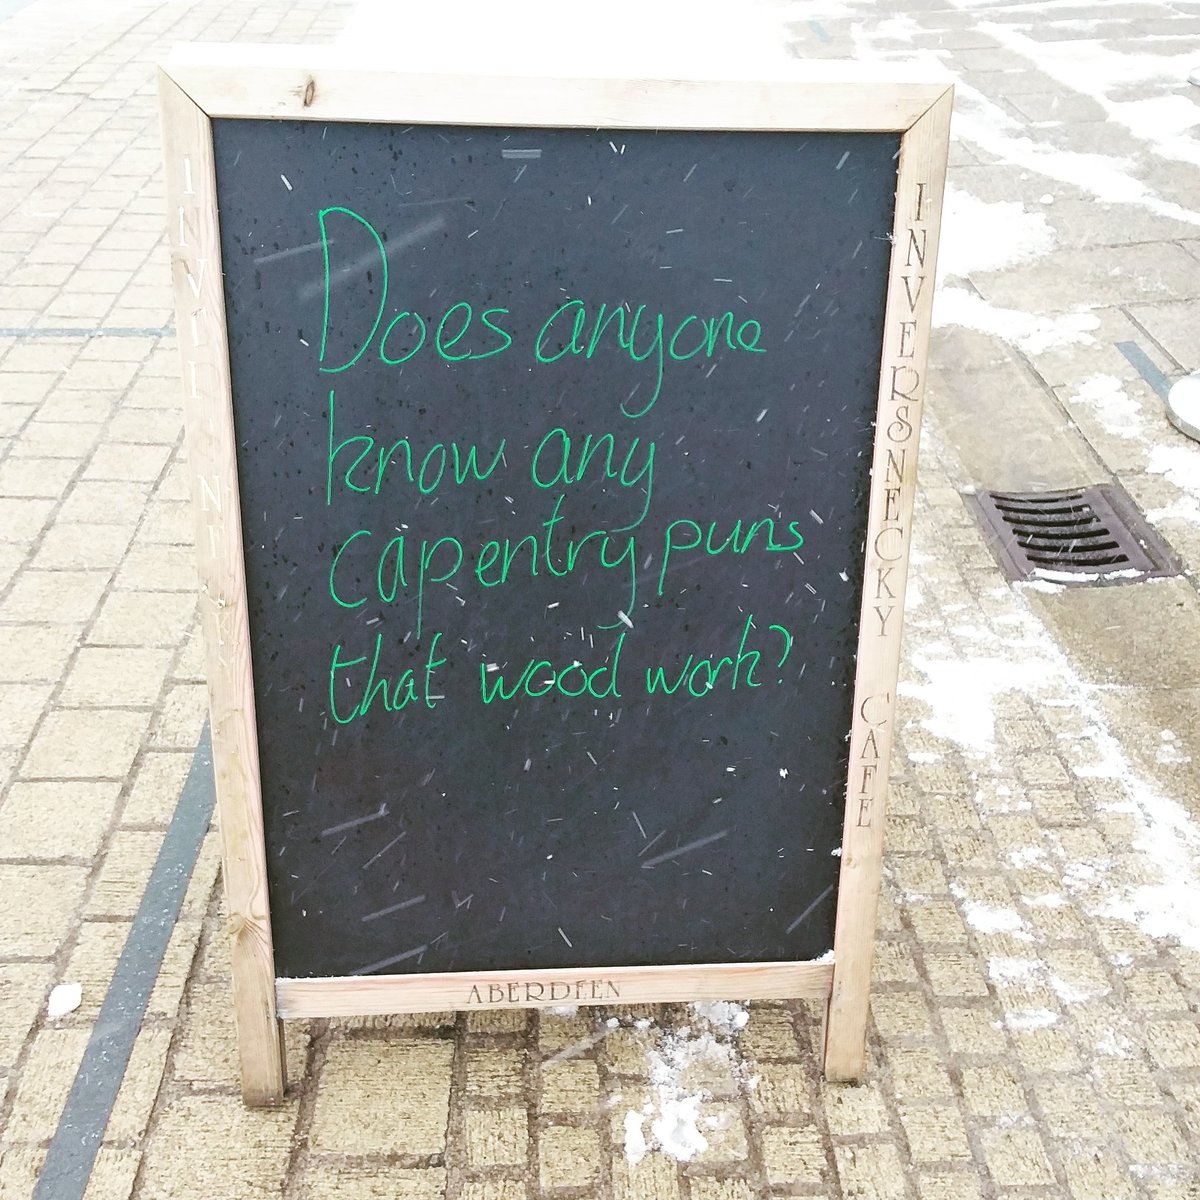 Does anyone
know any
capentry puns
that wood work?
INVERSNECKY CAFE
ABERDEEN